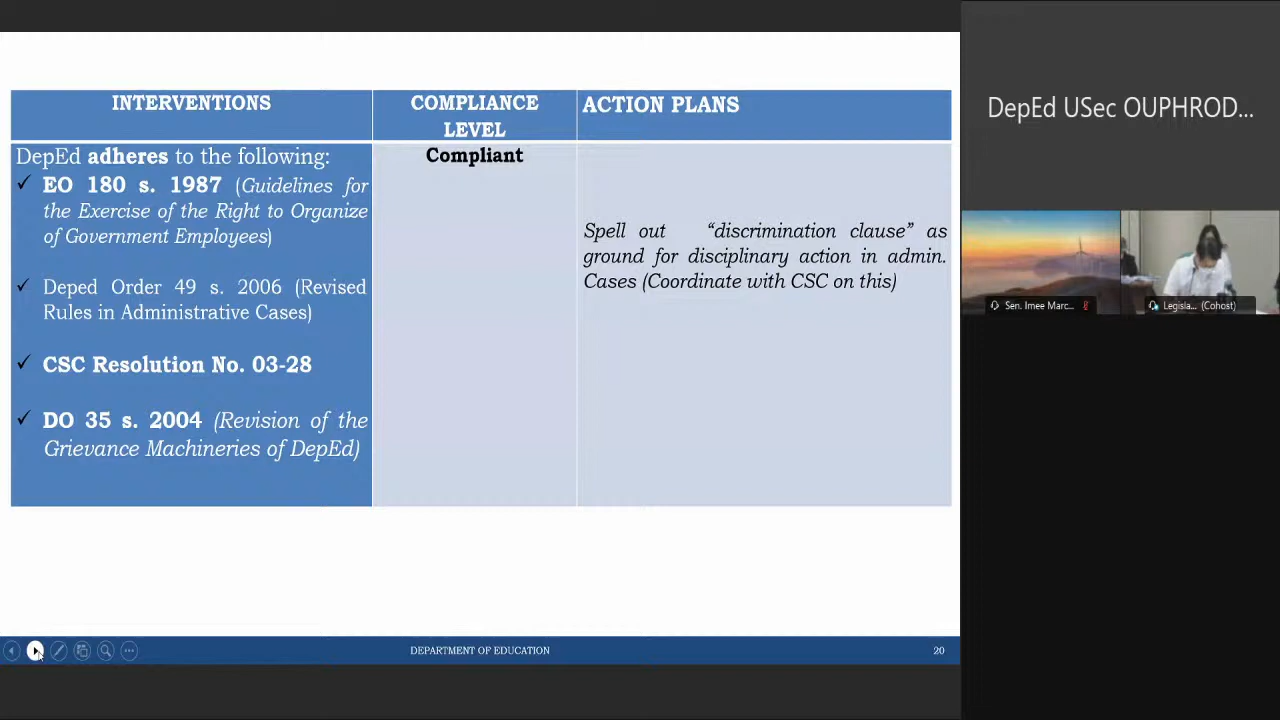 INTERVENTIONS
COMPLIANCE
LEVEL
ACTION PLANS
DepEd adheres to the following:
✓ EO 180 s. 1987 (Guidelines for
the Exercise of the Right to Organize
of Government Employees)
✓ Deped Order 49 s. 2006 (Revised
Rules in Administrative Cases)
✓ CSC Resolution No. 03-28
✓ DO 35 s. 2004 (Revision of the
Grievance Machineries of DepEd)
Compliant
Spell out “discrimination clause” as
ground for disciplinary action in admin.
Cases (Coordinate with CSC on this)
DEPARTMENT OF EDUCATION
20
DepEd USec OUPHROD...
Sen. Imee Marc...
Legisla... (Cohost)